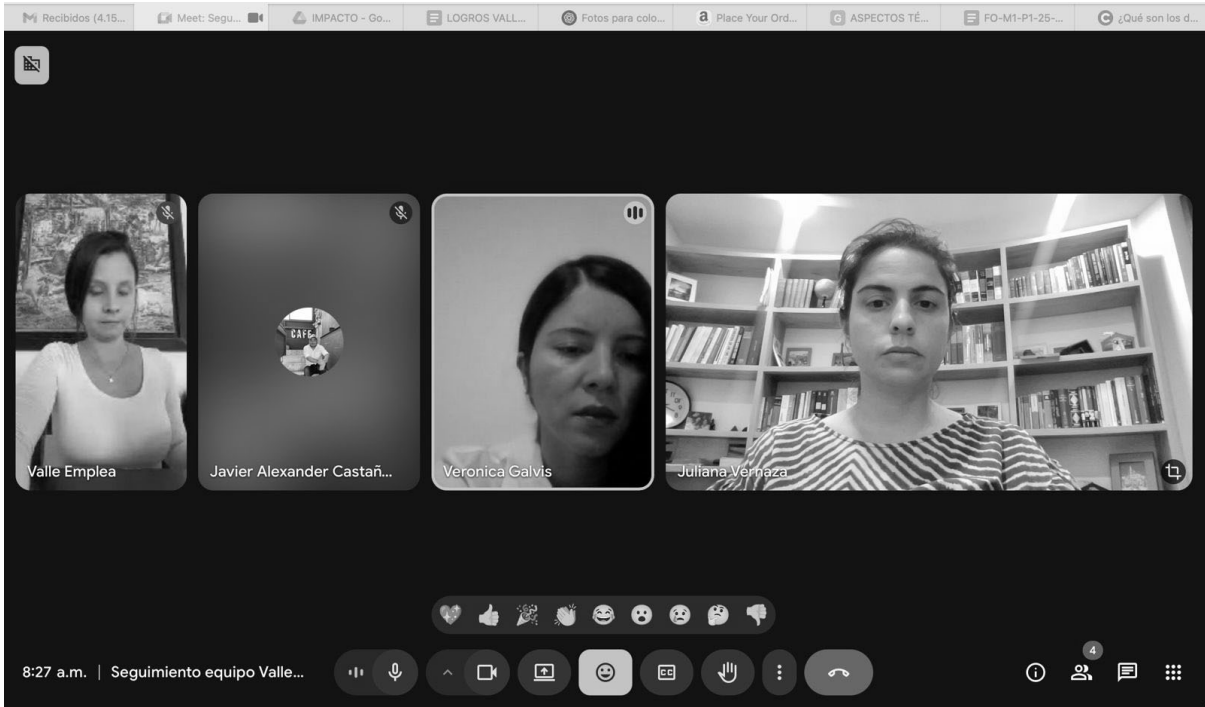 Recibidos (4.15...
Meet: Segu...
IMPACTO - Go...
LOGROS VALL...
Fotos para colo...
Place Your Ord...
ASPECTOS TÉ...
FO-M1-P1-25-...
¿Qué son los d...
CAFE
Valle Emplea
Javier Alexander Castañ...
Veronica Galvis
Juliana Vernaza
8:27 a.m. | Seguimiento equipo Valle...
CC
4